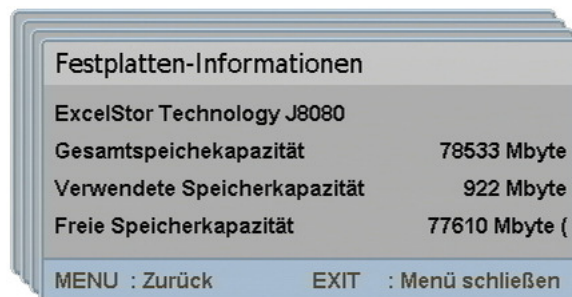 Festplatten-Informationen
ExcelStor Technology J8080
Gesamtspeichekapazität 78533 Mbyte
Verwendete Speicherkapazität 922 Mbyte
Freie Speicherkapazität 77610 Mbyte (
MENU : Zurück EXIT : Menü schließen